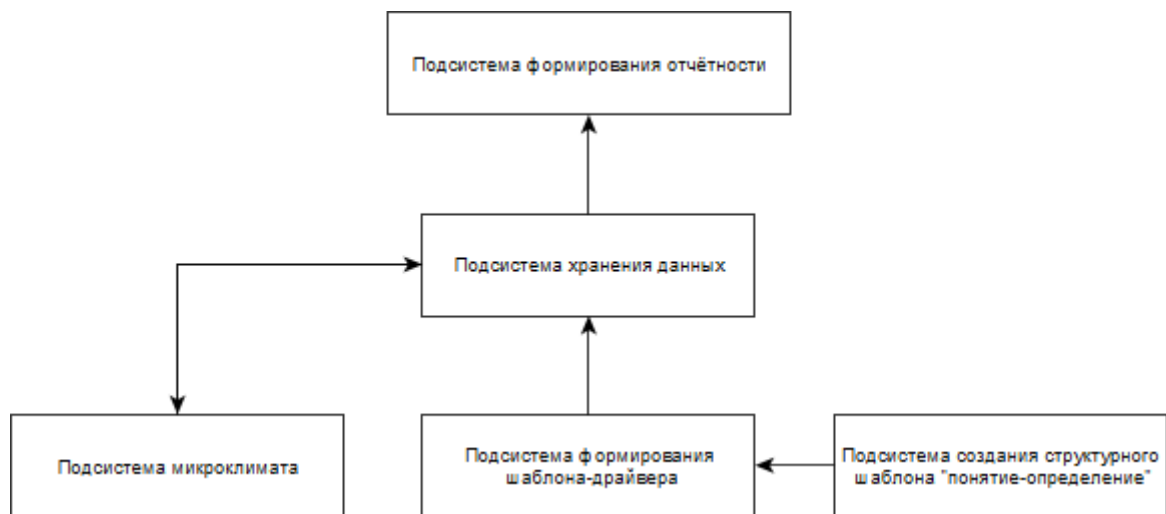 Подсистема формирования отчётности
Подсистема хранения данных
Подсистема микроклимата
Подсистема формирования
шаблона-драйвера
Подсистема создания структурного
шаблона "понятие-определение"